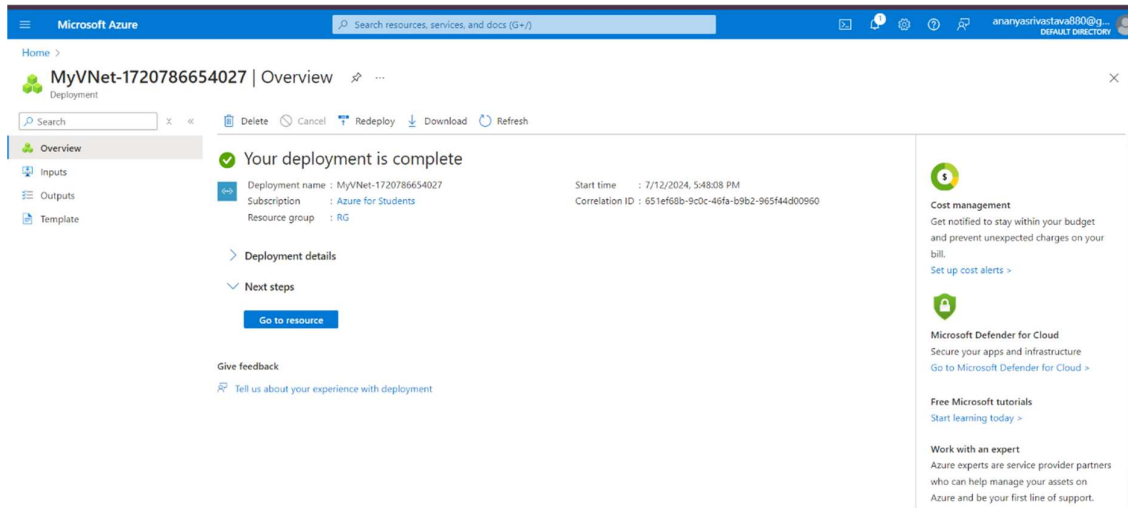 Microsoft Azure
Search resources, services, and docs (G+/)
1
ananyasrivastava880@g...
DEFAULT DIRECTORY
Home >
MyVNet-1720786654027 | Overview
Deployment
Search
Delete Cancel Redeploy Download Refresh
Overview
Inputs
Outputs
Template
Your deployment is complete
Deployment name : MyVNet-1720786654027
Subscription : Azure for Students
Resource group : RG
Start time : 7/12/2024, 5:48:08 PM
Correlation ID : 651ef68b-9c0c-46fa-b9b2-965f44d00960
Deployment details
Next steps
Go to resource
Give feedback
Tell us about your experience with deployment
Cost management
Get notified to stay within your budget
and prevent unexpected charges on your
bill.
Set up cost alerts >
Microsoft Defender for Cloud
Secure your apps and infrastructure
Go to Microsoft Defender for Cloud >
Free Microsoft tutorials
Start learning today >
Work with an expert
Azure experts are service provider partners
who can help manage your assets on
Azure and be your first line of support.